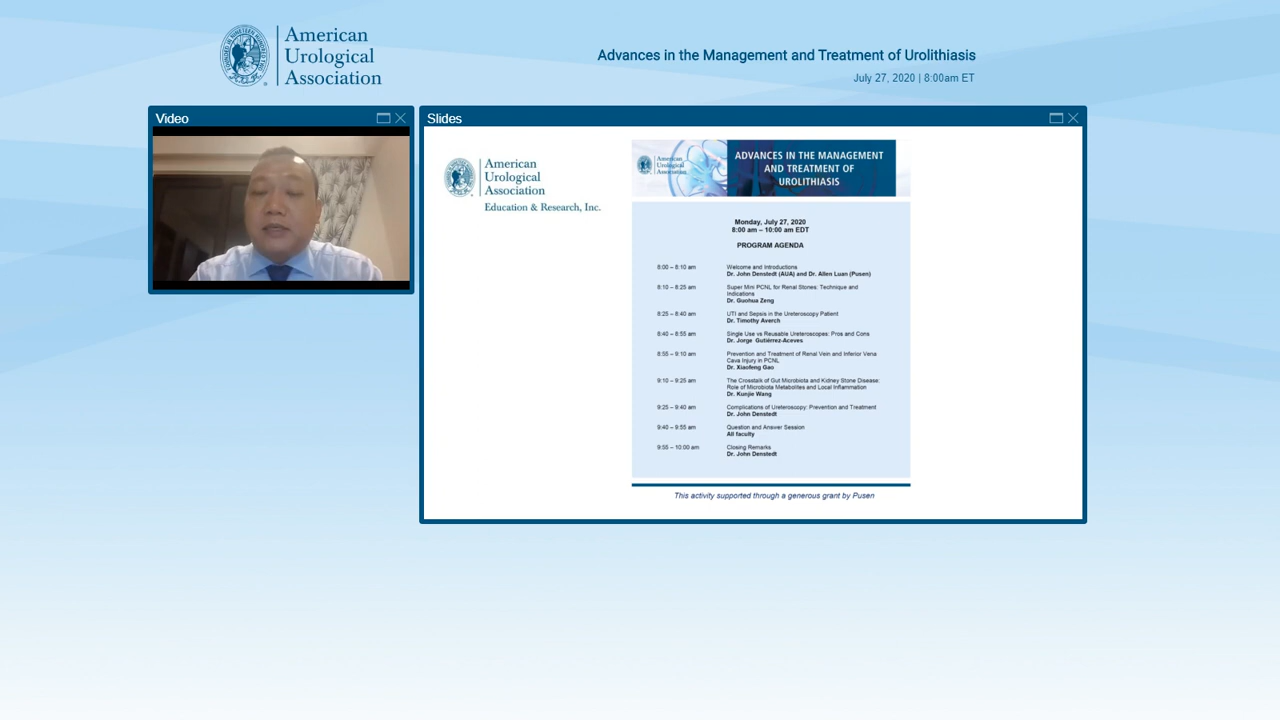 American
Urological
Association
Advances in the Management and Treatment of Urolithiasis
July 27, 2020 | 8:00am ET
Video
Slides
American
Urological
Association
Education & Research, Inc.
American
Urological
Association
ADVANCES IN THE MANAGEMENT
AND TREATMENT OF
UROLITHIASIS
Monday, July 27, 2020
8:00 am – 10:00 am EDT
PROGRAM AGENDA
8:00 – 8:10 am Welcome and Introductions
Dr. John Denstedt (AUA) and Dr. Allen Luan (Pusen)
8:10 – 8:25 am Super Mini PCNL for Renal Stones: Technique and
Indications
Dr. Guohua Zeng
8:25 – 8:40 am UTI and Sepsis in the Ureteroscopy Patient
Dr. Timothy Averch
8:40 – 8:55 am Single Use vs Reusable Ureteroscopes: Pros and Cons
Dr. Jorge Gutiérrez-Aceves
8:55 – 9:10 am Prevention and Treatment of Renal Vein and Inferior Vena
Cava Injury in PCNL
Dr. Xiaofeng Gao
9:10 – 9:25 am The Crosstalk of Gut Microbiota and Kidney Stone Disease:
Role of Microbiota Metabolites and Local Inflammation
Dr. Kunjie Wang
9:25 – 9:40 am Complications of Ureteroscopy: Prevention and Treatment
Dr. John Denstedt
9:40 – 9:55 am Question and Answer Session
All faculty
9:55 – 10:00 am Closing Remarks
Dr. John Denstedt
This activity supported through a generous grant by Pusen